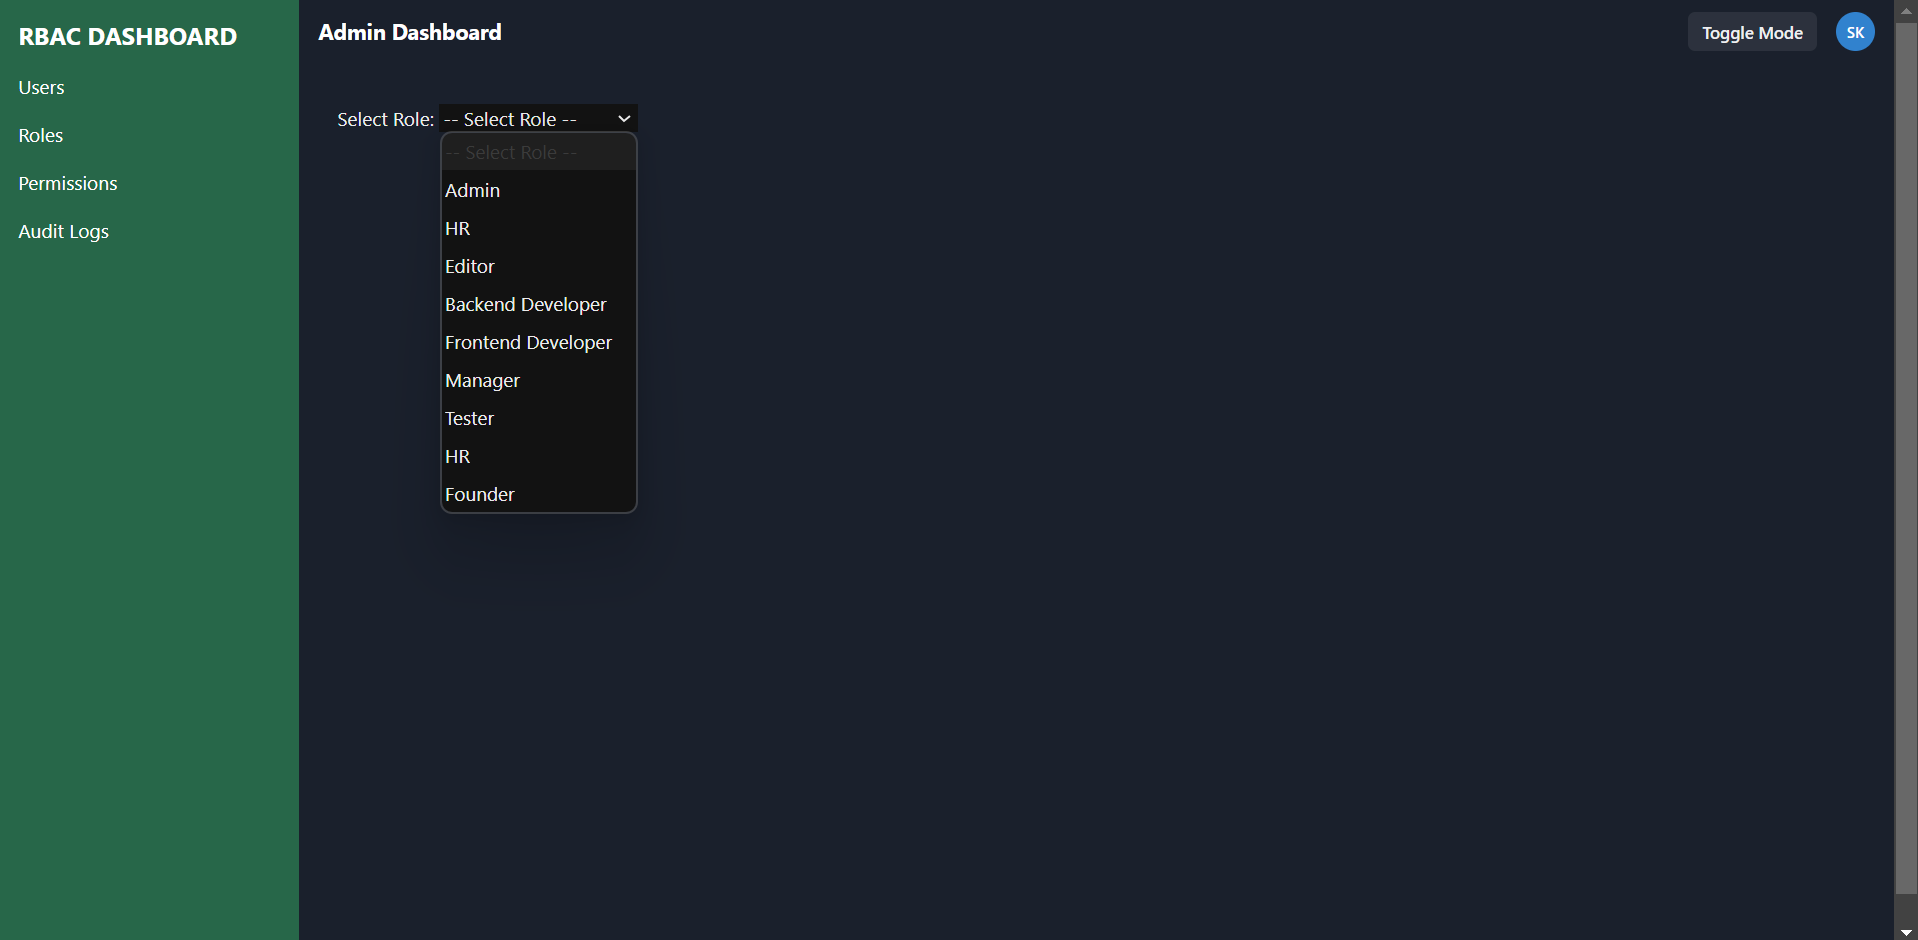 RBAC DASHBOARD
Users
Roles
Permissions
Audit Logs
Admin Dashboard
Toggle Mode
SK
Select Role:
-- Select Role --
-- Select Role --
Admin
HR
Editor
Backend Developer
Frontend Developer
Manager
Tester
HR
Founder